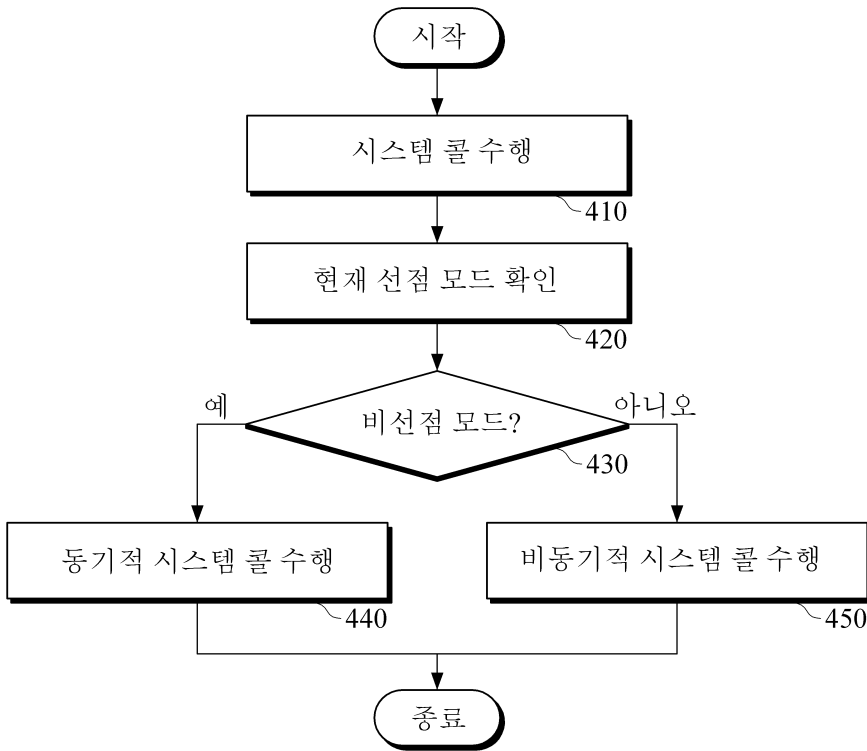 시작
시스템 콜 수행
410
현재 선점 모드 확인
420
예
아니오
비선점 모드?
430
동기적 시스템 콜 수행
440
비동기적 시스템 콜 수행
450
종료